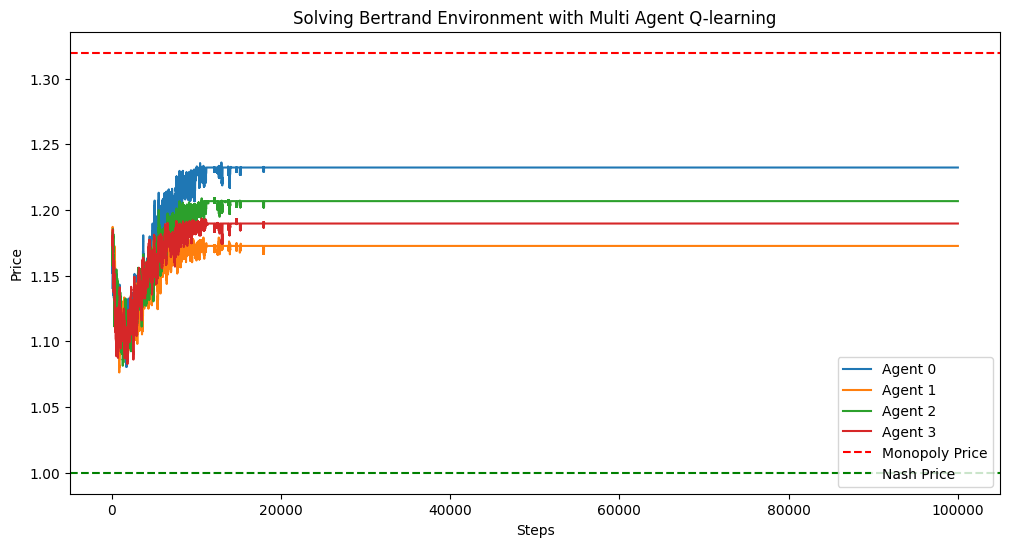 Solving Bertrand Environment with Multi Agent Q-learning
Price
1.30
1.25
1.20
1.15
1.10
1.05
1.00
Agent 0
Agent 1
Agent 2
Agent 3
Monopoly Price
Nash Price
0
20000
40000
60000
80000
100000
Steps